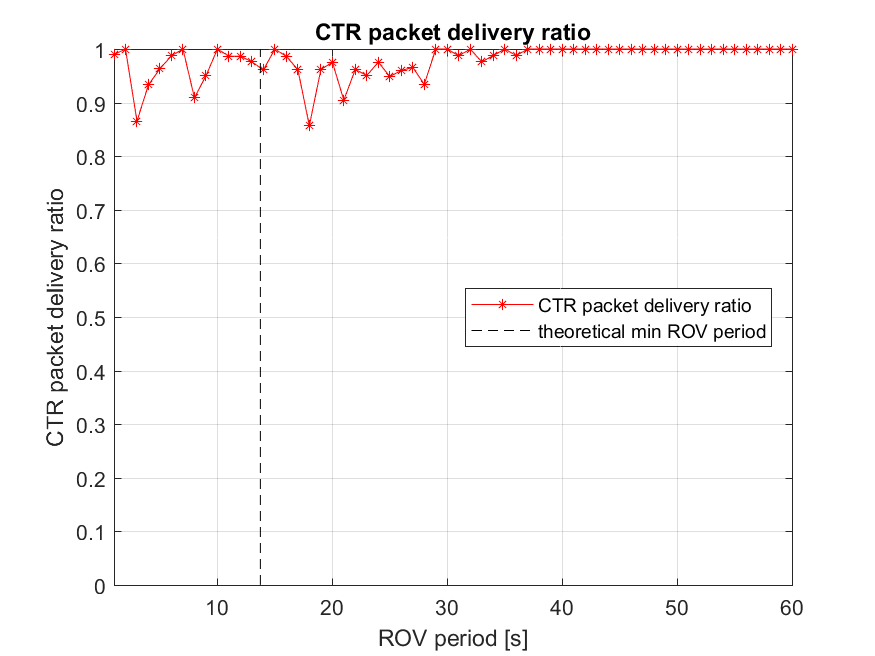 CTR packet delivery ratio
1
0.9
0.8
0.7
0.6
0.5
0.4
0.3
0.2
0.1
0
CTR packet delivery ratio
CTR packet delivery ratio
theoretical min ROV period
10 20 30 40 50 60
ROV period [s]